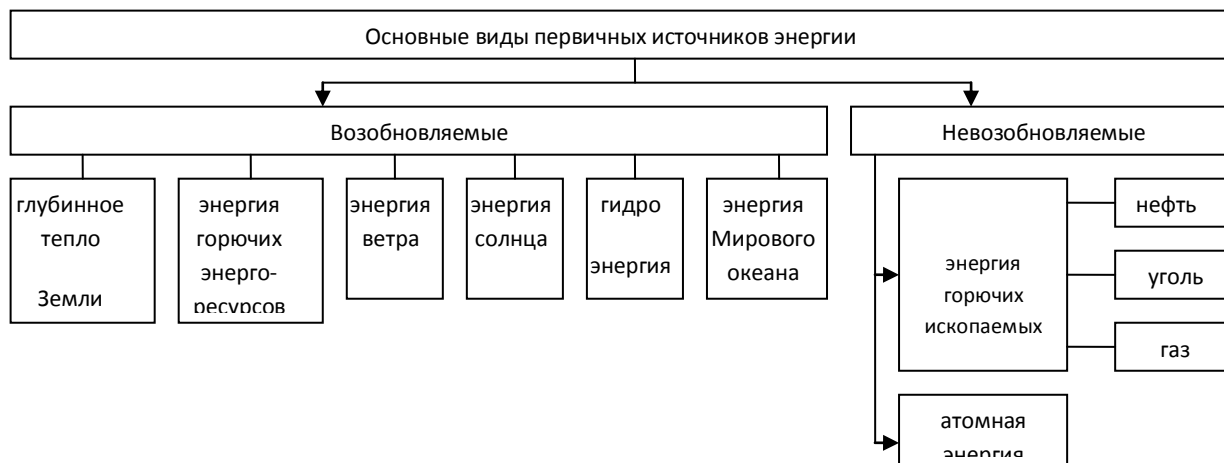 Основные виды первичных источников энергии
Возобновляемые
Невозобновляемые
глубинное
тепло
Земли
энергия
горючих
энерго-
ресурсов
энергия
ветра
энергия
солнца
гидро
энергия
энергия
Мирового
океана
энергия
горючих
ископаемых
нефть
уголь
газ
атомная
энергия